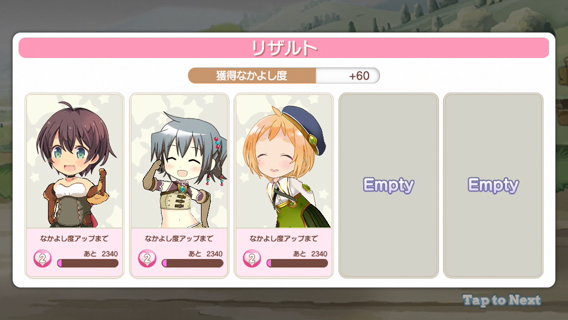 リザルト
獲得なかよし度 +60
なかよし度アップまで
2 あと 2340
なかよし度アップまで
2 あと 2340
なかよし度アップまで
2 あと 2340
Empty
Empty
Tap to Next